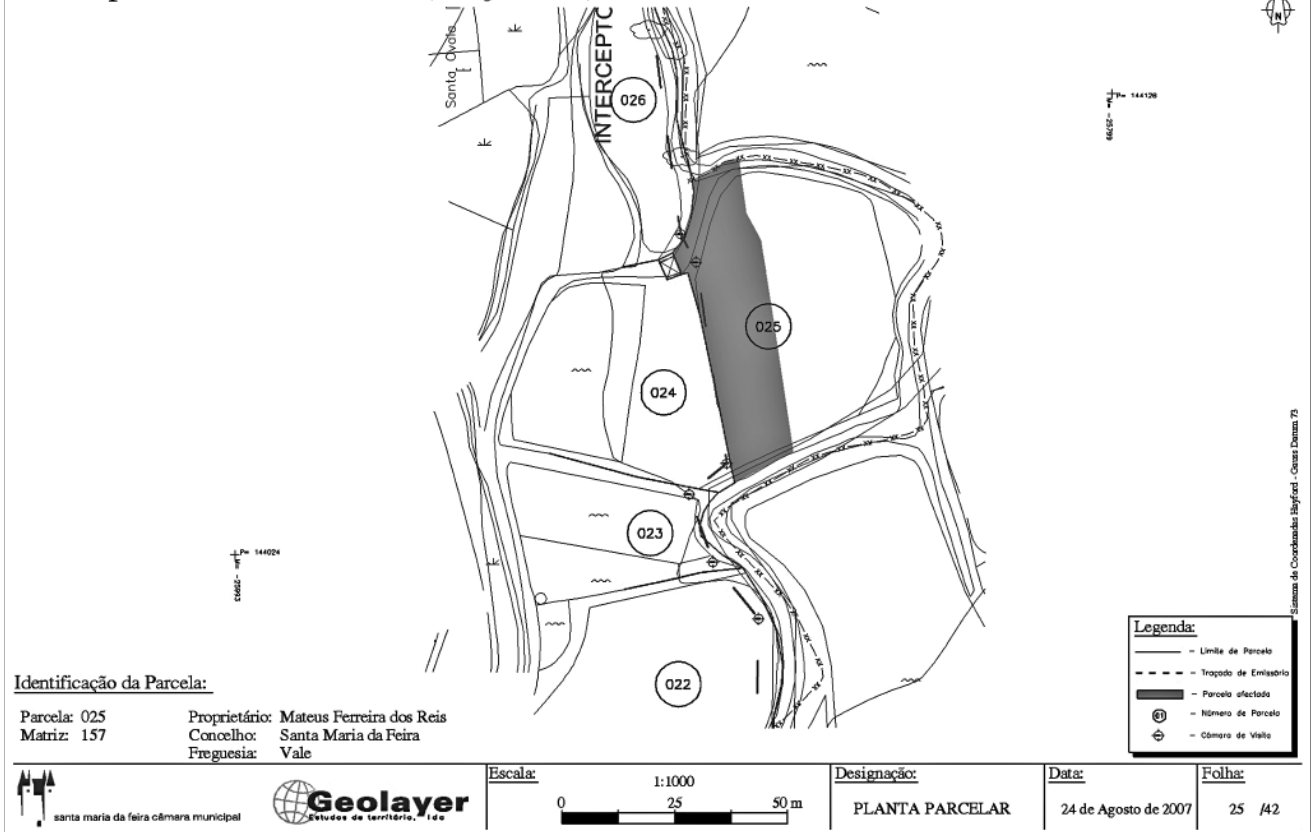 N
Santa Ovaia
INTERCEPTO
026
P= 144128
M= -25799
025
024
023
P= 144024
M= -25993
022
Sistema de Coordenadas Hayford - Gauss Datum 73
Legenda:
- Limite de Parcela
- Traçado de Emissário
- Parcela afectada
01 - Número de Parcela
- Câmara de Visita
Identificação da Parcela:
Parcela: 025 Proprietário: Mateus Ferreira dos Reis
Matriz: 157 Concelho: Santa Maria da Feira
Freguesia: Vale
santa maria da feira câmara municipal
Geolayer
Estudos de território, lda
Escala:
1:1000
0 25 50 m
Designação:
PLANTA PARCELAR
Data:
24 de Agosto de 2007
Folha:
25 /42